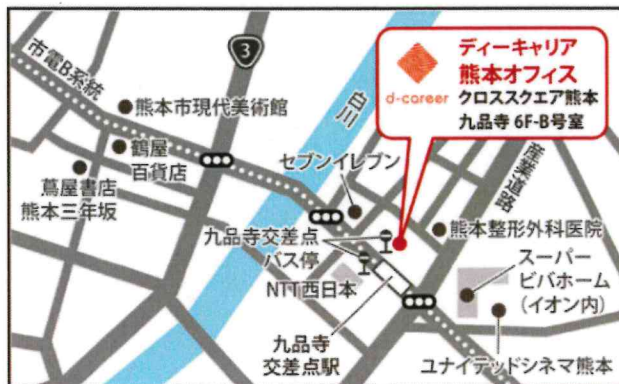 市電B系統
3
熊本市現代美術館
鶴屋
百貨店
蔦屋書店
熊本三年坂
白川
セブンイレブン
ディーキャリア
熊本オフィス
d-career
クロススクエア熊本
九品寺 6F-B号室
産業道路
九品寺交差点
バス停
NTT西日本
熊本整形外科医院
スーパー
ビバホーム
(イオン内)
九品寺
交差点駅
ユナイテッドシネマ熊本